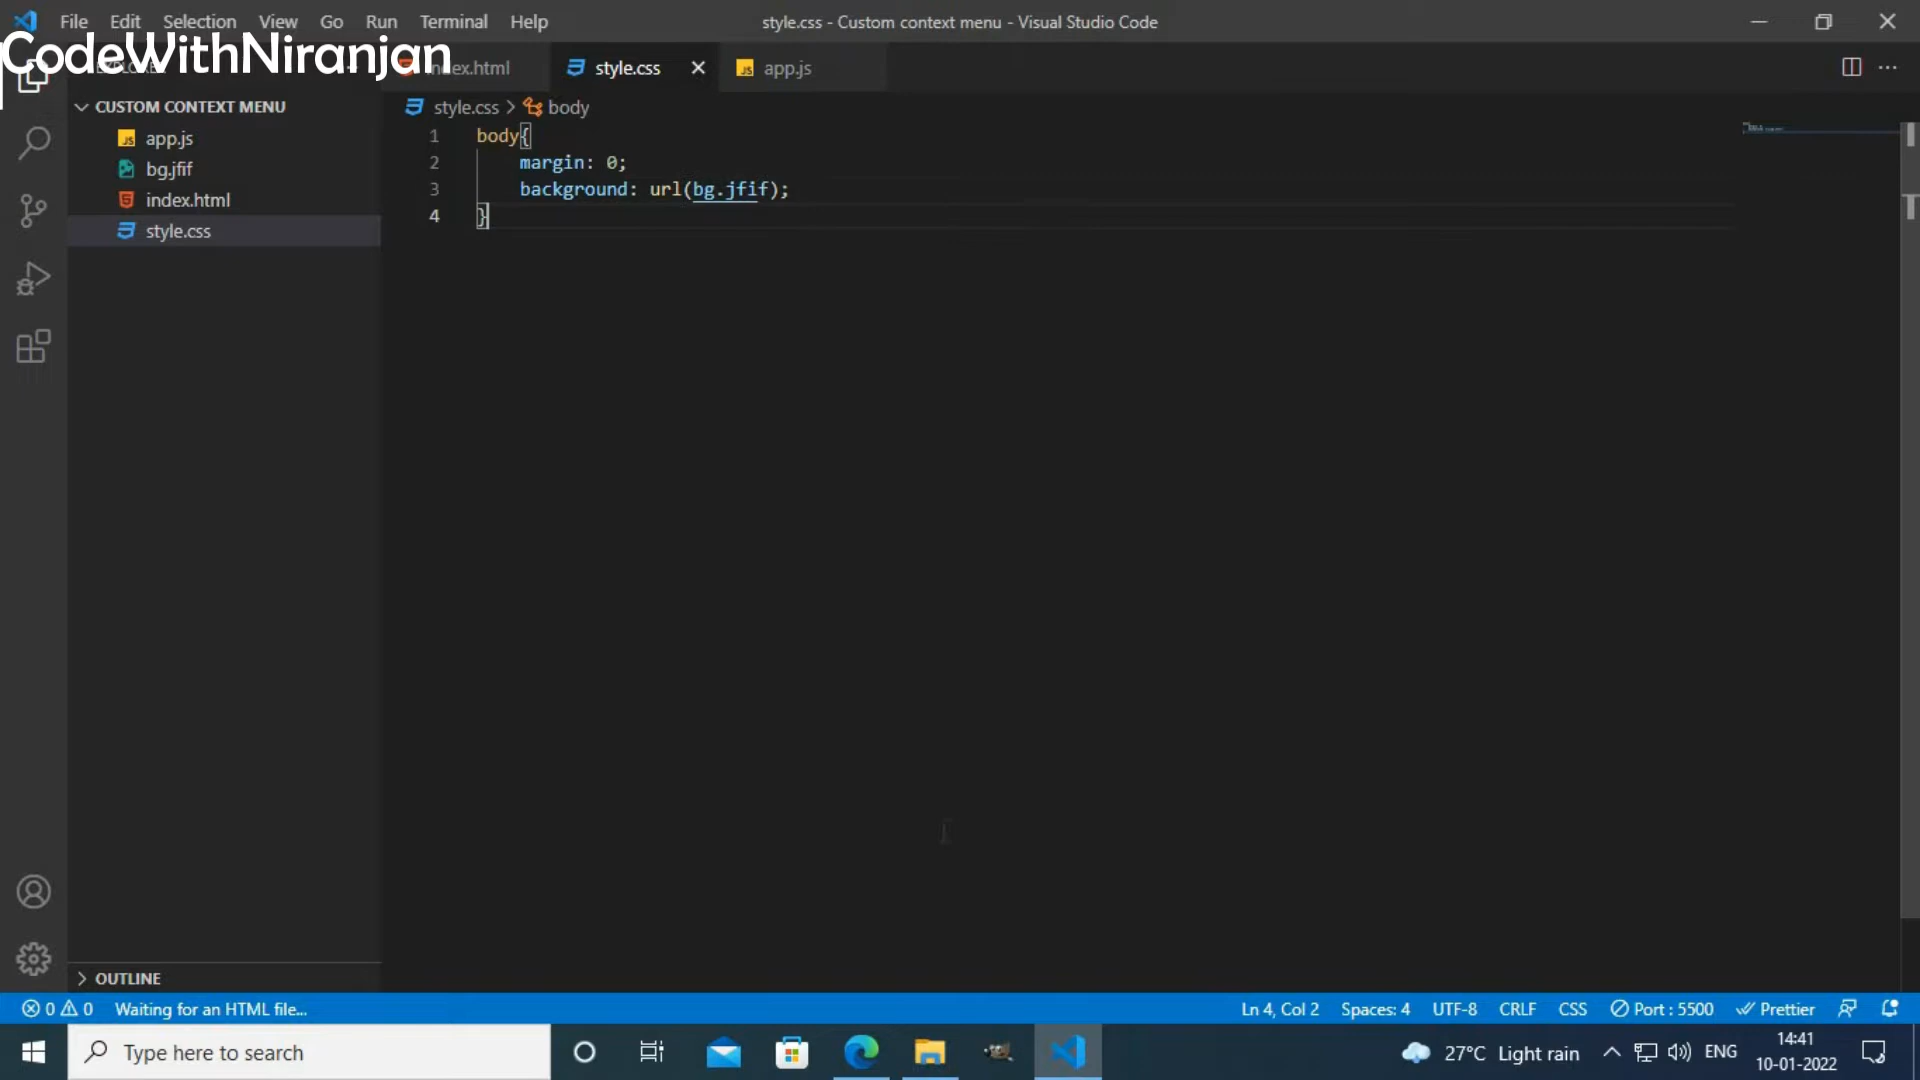 File Edit Selection View Go Run Terminal Help
style.css - Custom context menu - Visual Studio Code
CodeWithNiranjan
index.html
style.css
app.js
CUSTOM CONTEXT MENU
app.js
bg.jfif
index.html
style.css
style.css > body
1 body{
2 margin: 0;
3 background: url(bg.jfif);
4 }
OUTLINE
0 0 Waiting for an HTML file...
Ln 4, Col 2 Spaces: 4 UTF-8 CRLF CSS Port : 5500 Prettier
Type here to search
27°C Light rain
ENG
14:41
10-01-2022